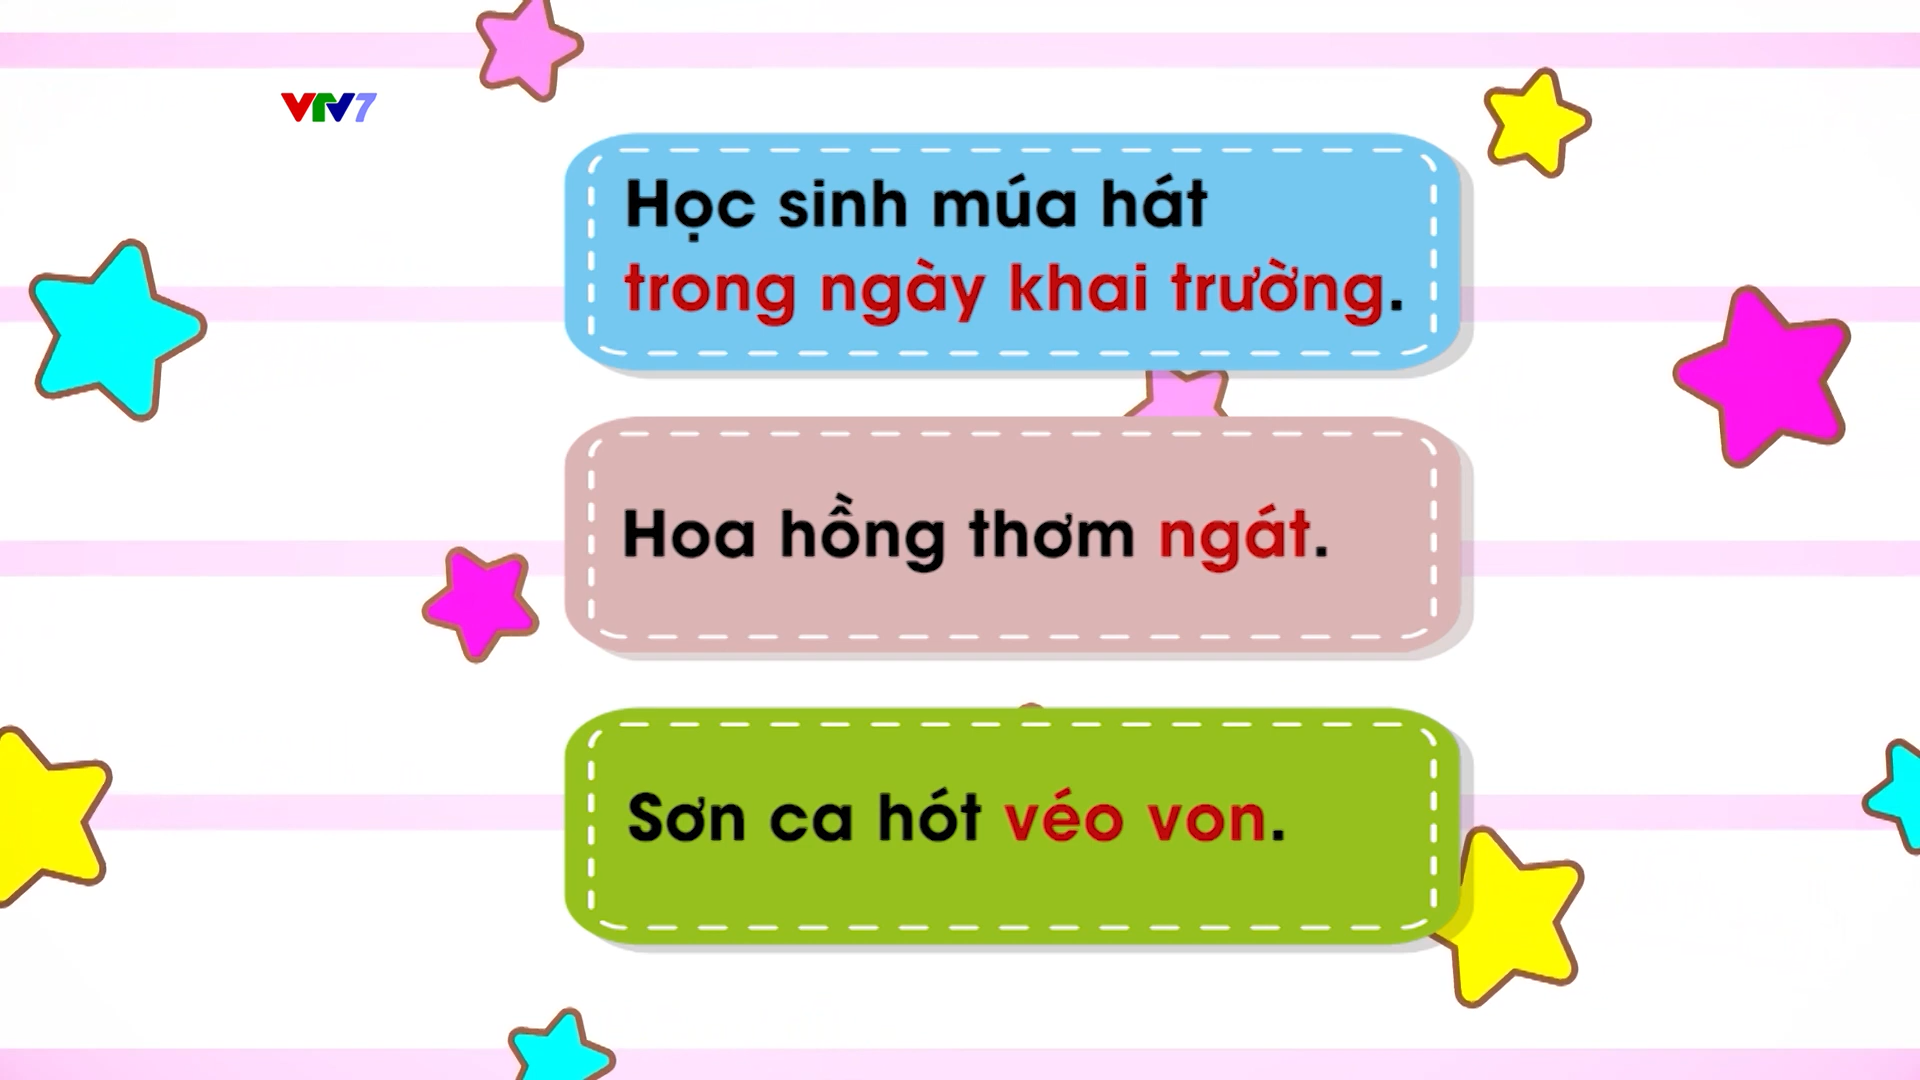 VTV7
Học sinh múa hát
trong ngày khai trường.
Hoa hồng thơm ngát.
Sơn ca hót véo von.